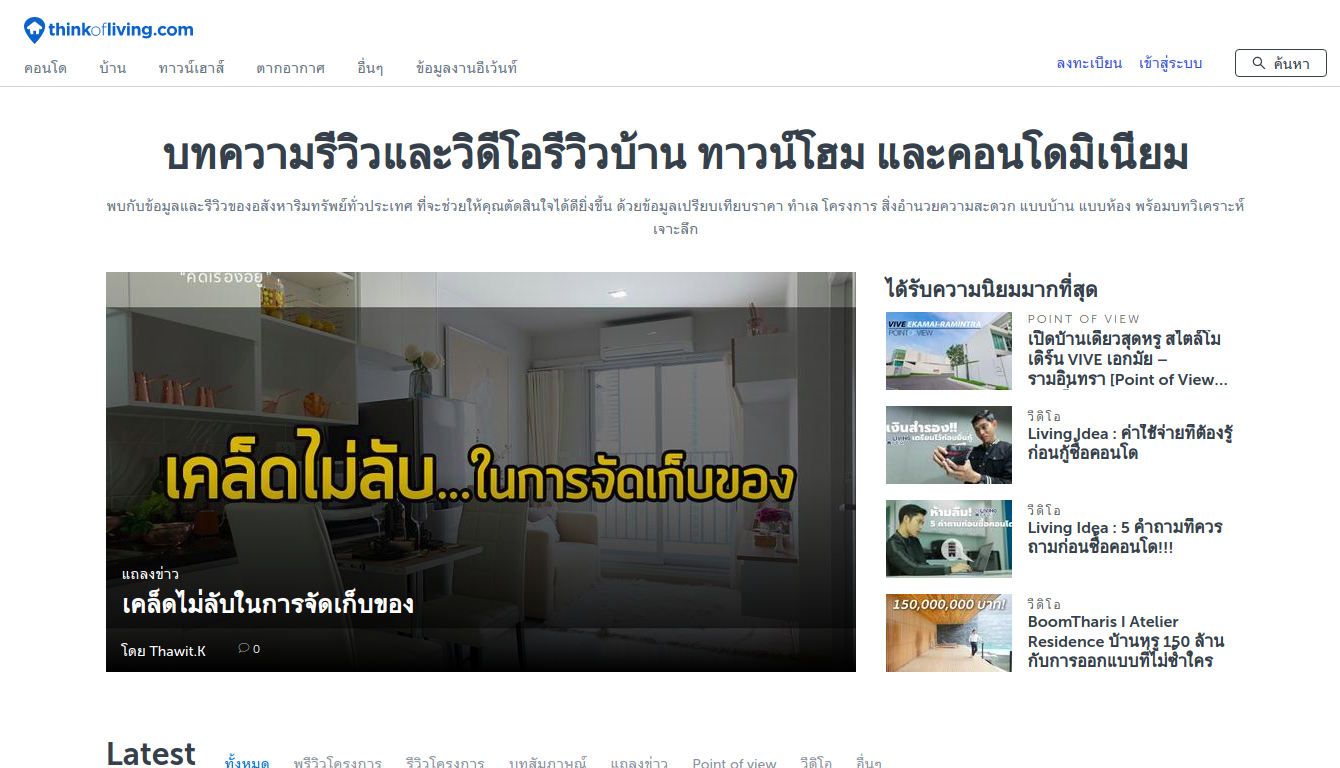 thinkofliving.com
คอนโด บ้าน ทาวน์เฮาส์ ตากอากาศ อื่นๆ ข้อมูลงานอีเว้นท์
ลงทะเบียน เข้าสู่ระบบ ค้นหา
บทความรีวิวและวิดีโอรีวิวบ้าน ทาวน์โฮม และคอนโดมิเนียม
พบกับข้อมูลและรีวิวของอสังหาริมทรัพย์ทั่วประเทศ ที่จะช่วยให้คุณตัดสินใจได้ดียิ่งขึ้น ด้วยข้อมูลเปรียบเทียบราคา ทำเล โครงการ สิ่งอำนวยความสะดวก แบบบ้าน แบบห้อง พร้อมบทวิเคราะห์
เจาะลึก
"คิดเรื่องอยู่"
เคล็ดไม่ลับ...ในการจัดเก็บของ
แถลงข่าว
เคล็ดไม่ลับในการจัดเก็บของ
โดย Thawit.K 0
ได้รับความนิยมมากที่สุด
VIVE EKAMAI-RAMINTRA
POINT OF VIEW
POINT OF VIEW
เปิดบ้านเดี่ยวสุดหรู สไตล์โม
เดิร์น VIVE เอกมัย –
รามอินทรา [Point of View...
เงินสำรอง!!
LIVING
เตรียมไว้ก่อนยื่นกู้
วีดิโอ
Living Idea : ค่าใช้จ่ายที่ต้องรู้
ก่อนกู้ซื้อคอนโด
ห้ามลืม!
LIVING
5 คำถามก่อนซื้อคอนโด
วีดิโอ
Living Idea : 5 คำถามที่ควร
ถามก่อนซื้อคอนโด!!!
150,000,000 บาท!
วีดิโอ
BoomTharis I Atelier
Residence บ้านหรู 150 ล้าน
กับการออกแบบที่ไม่ซ้ำใคร
Latest ทั้งหมด พรีวิวโครงการ รีวิวโครงการ บทสัมภาษณ์ แถลงข่าว Point of view วีดิโอ อื่นๆ